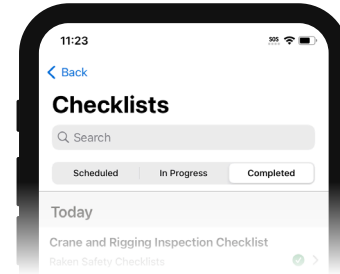 11:23 SOS
Back
Checklists
Search
Scheduled In Progress Completed
Today
Crane and Rigging Inspection Checklist
Raken Safety Checklists